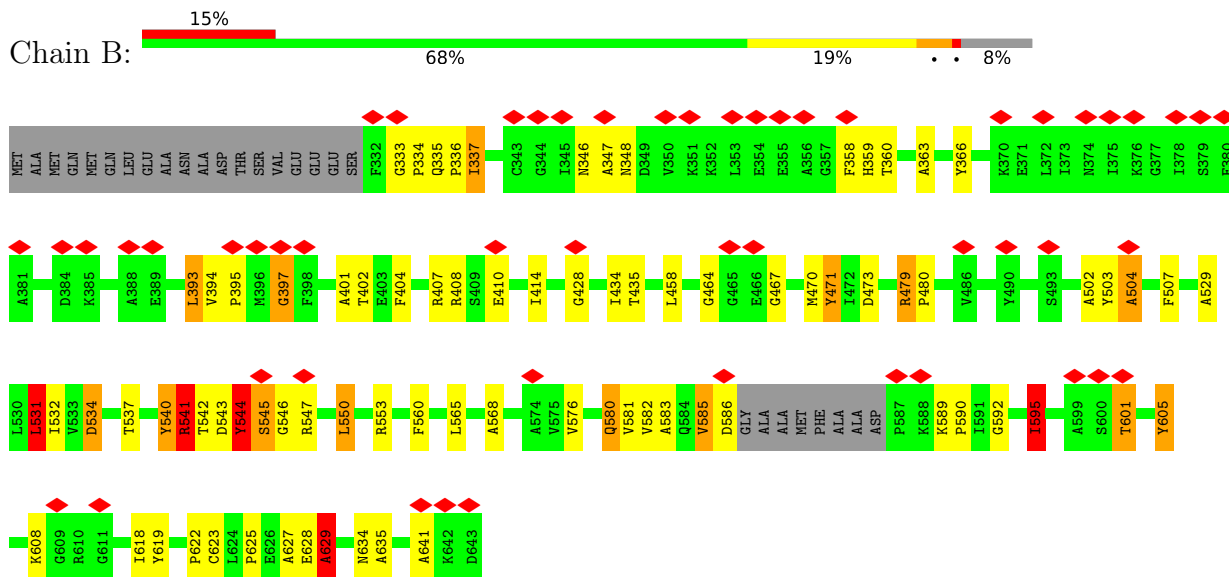 15%
Chain B:
68% 19% • • 8%
MET ALA MET GLN MET GLN LEU GLU ALA ASN ALA ASP THR SER VAL GLU GLU GLU SER F332 G333 P334 Q335 P336 I337 C343 G344 I345 N346 A347 N348 D349 V350 K351 K352 L353 E354 E355 A356 G357 F358 H359 T360 A363 Y366 K370 E371 L372 I373 N374 I375 K376 G377 I378 S379 E380
A381 D384 K385 A388 E389 L393 V394 P395 M396 G397 F398 A401 T402 E403 F404 R407 R408 S409 E410 I414 G428 I434 T435 L458 G464 G465 E466 G467 M470 Y471 I472 D473 R479 P480 V486 Y490 S493 A502 Y503 A504 F507 A529
L530 L531 I532 V533 D534 T537 Y540 R541 T542 D543 Y544 S545 G546 R547 L550 R553 F560 L565 A568 A574 V575 V576 Q580 V581 V582 A583 Q584 V585 D586 GLY ALA ALA MET PHE ALA ALA ASP P587 K588 K589 P590 I591 G592 I595 A599 S600 T601 Y605
K608 G609 R610 G611 I618 Y619 P622 C623 L624 P625 E626 A627 E628 A629 N634 A635 A641 K642 D643